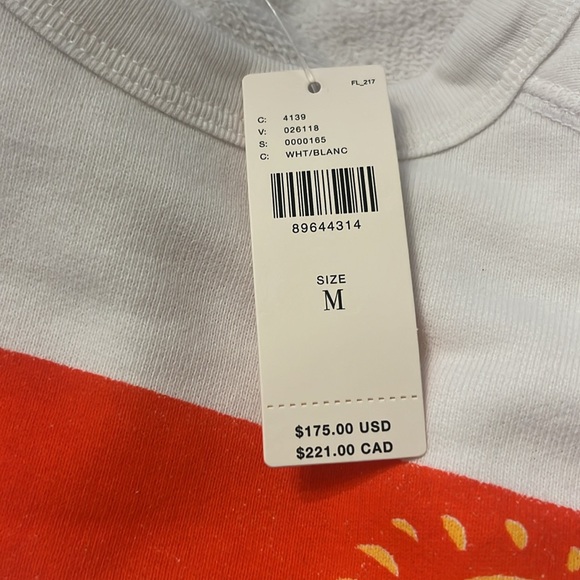 FL_217
C: 4139
V: 026118
S: 0000165
C: WHT/BLANC
89644314
SIZE
M
$175.00 USD
$221.00 CAD